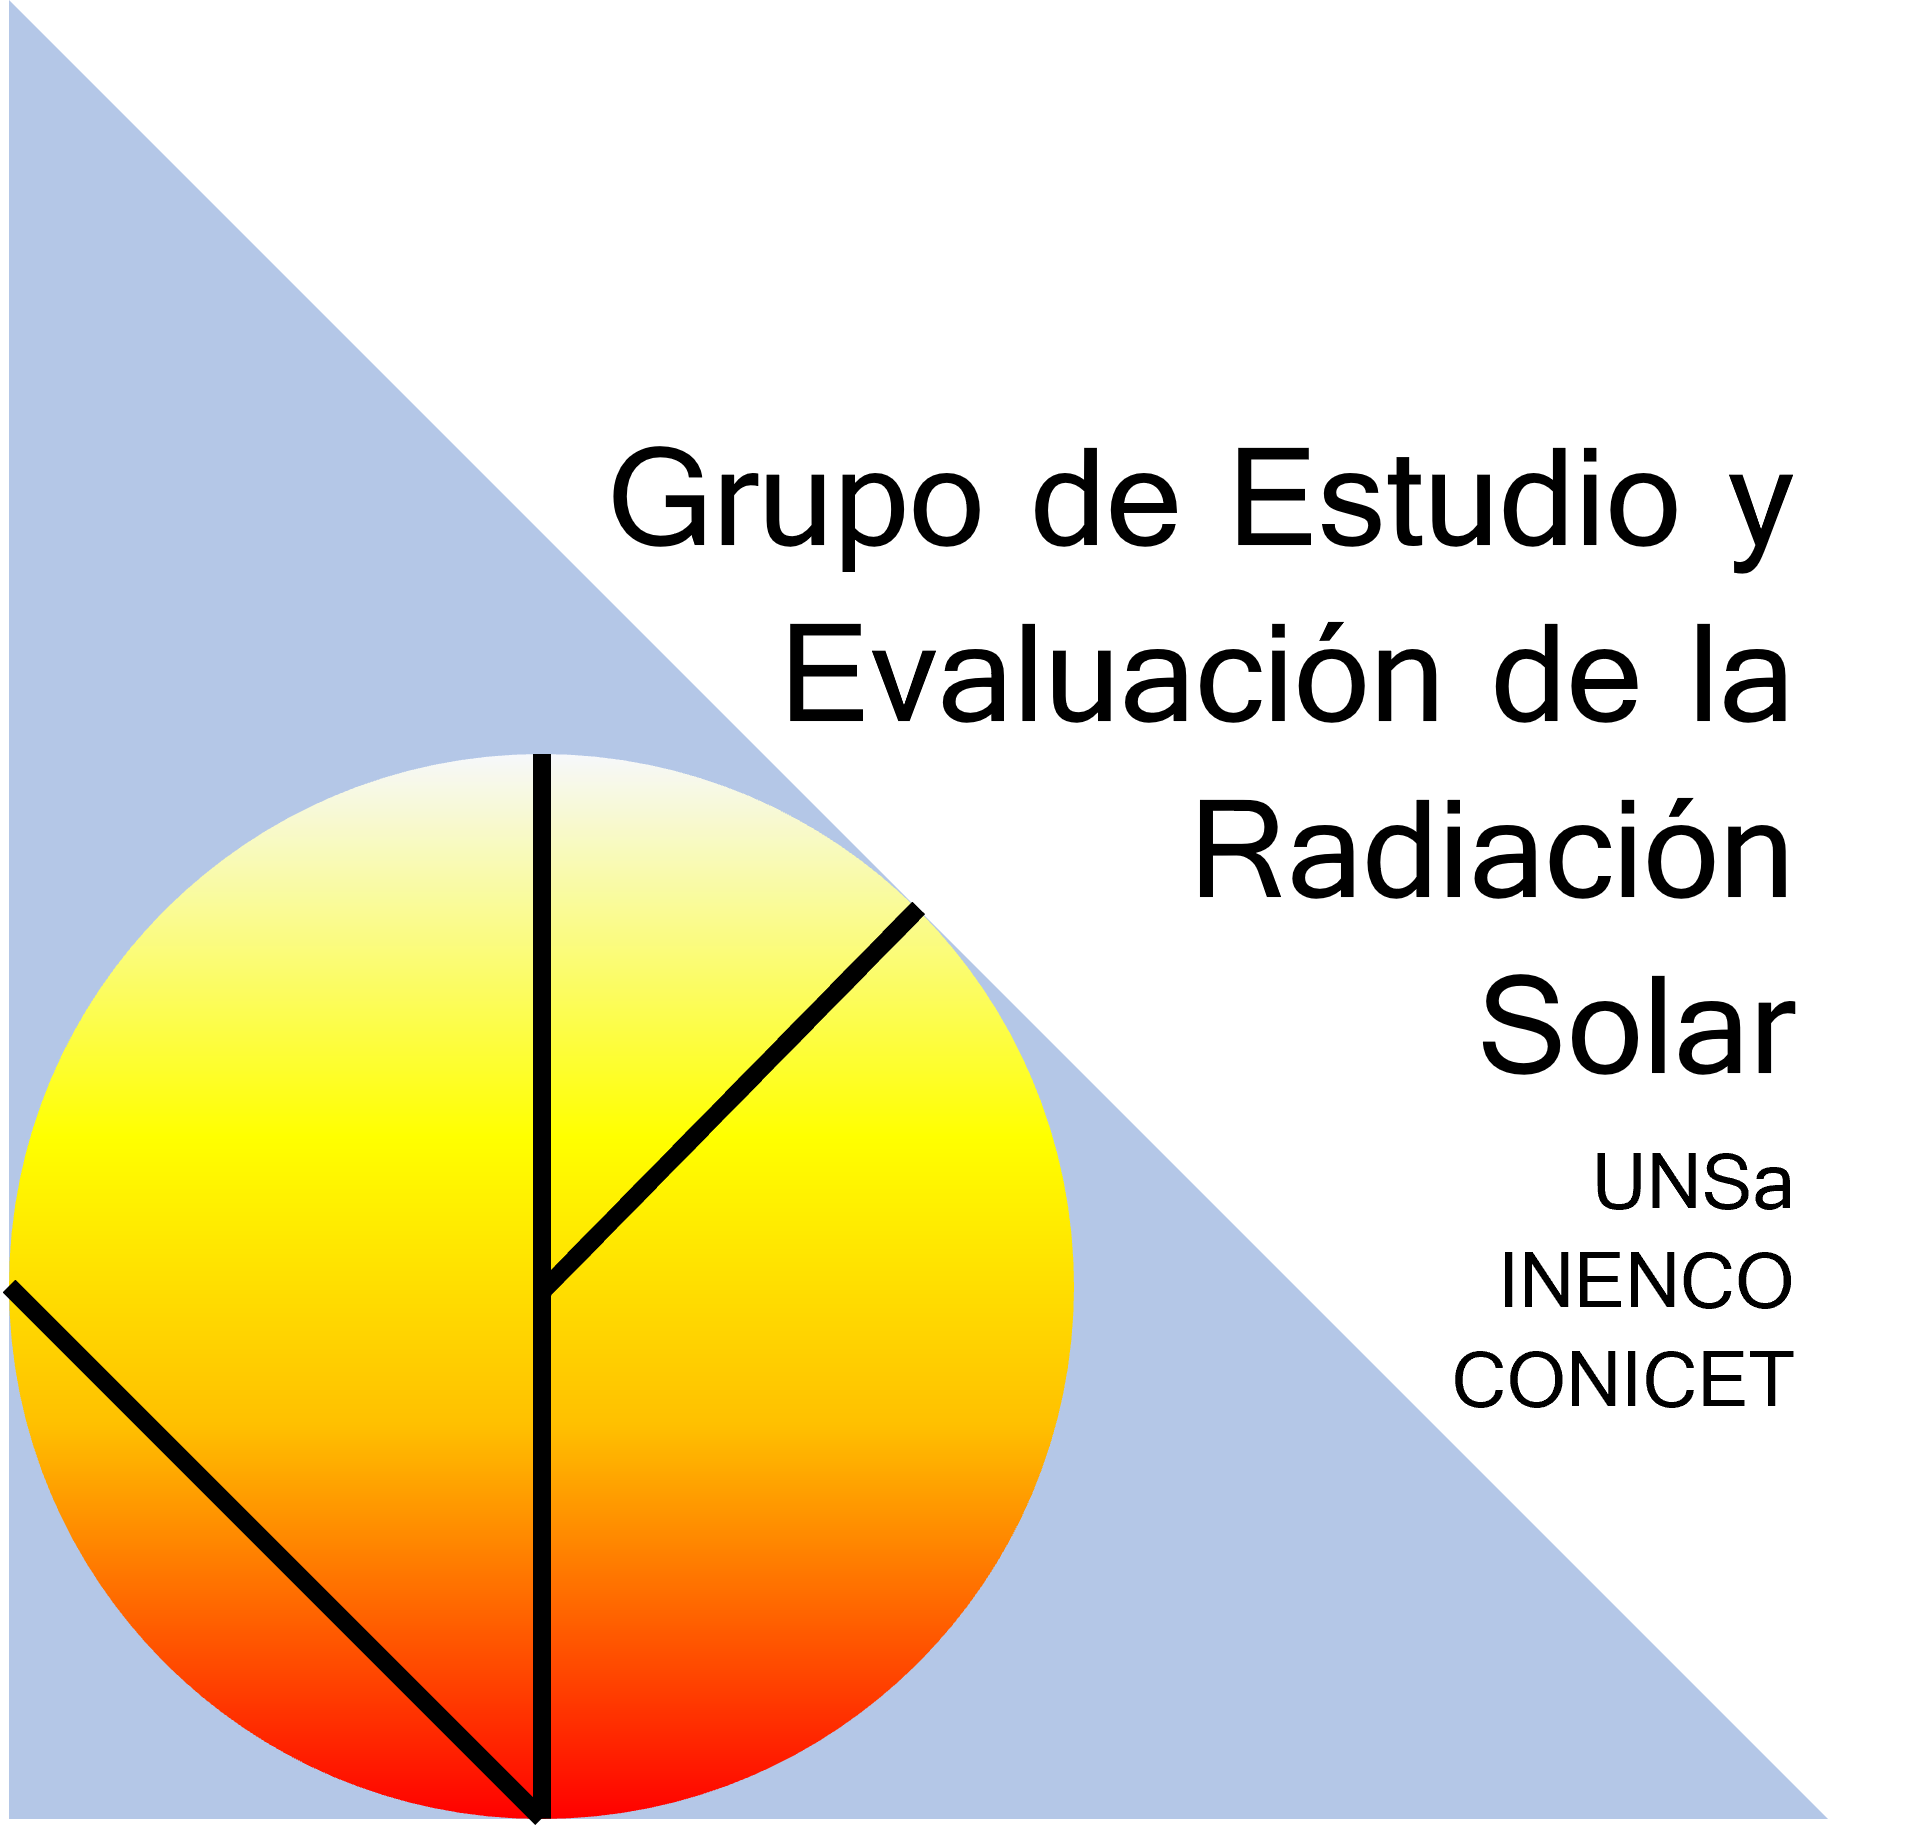 Grupo de Estudio y
Evaluación de la
Radiación
Solar
UNSa
INENCO
CONICET